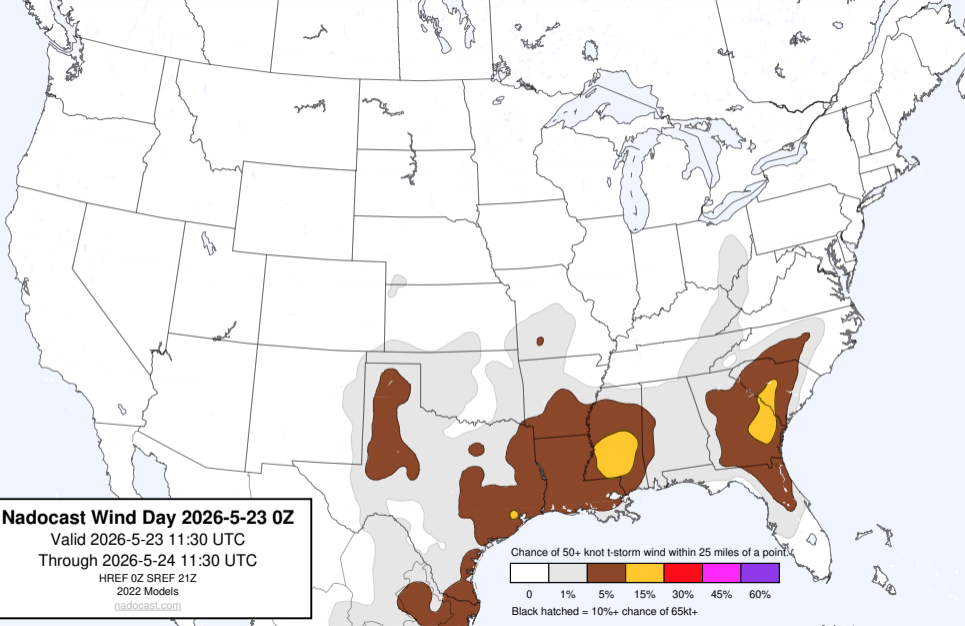 Nadocast Wind Day 2026-5-23 0Z
Valid 2026-5-23 11:30 UTC
Through 2026-5-24 11:30 UTC
HREF 0Z SREF 21Z
2022 Models
nadocast.com
Chance of 50+ knot t-storm wind within 25 miles of a point.
0 1% 5% 15% 30% 45% 60%
Black hatched = 10%+ chance of 65kt+